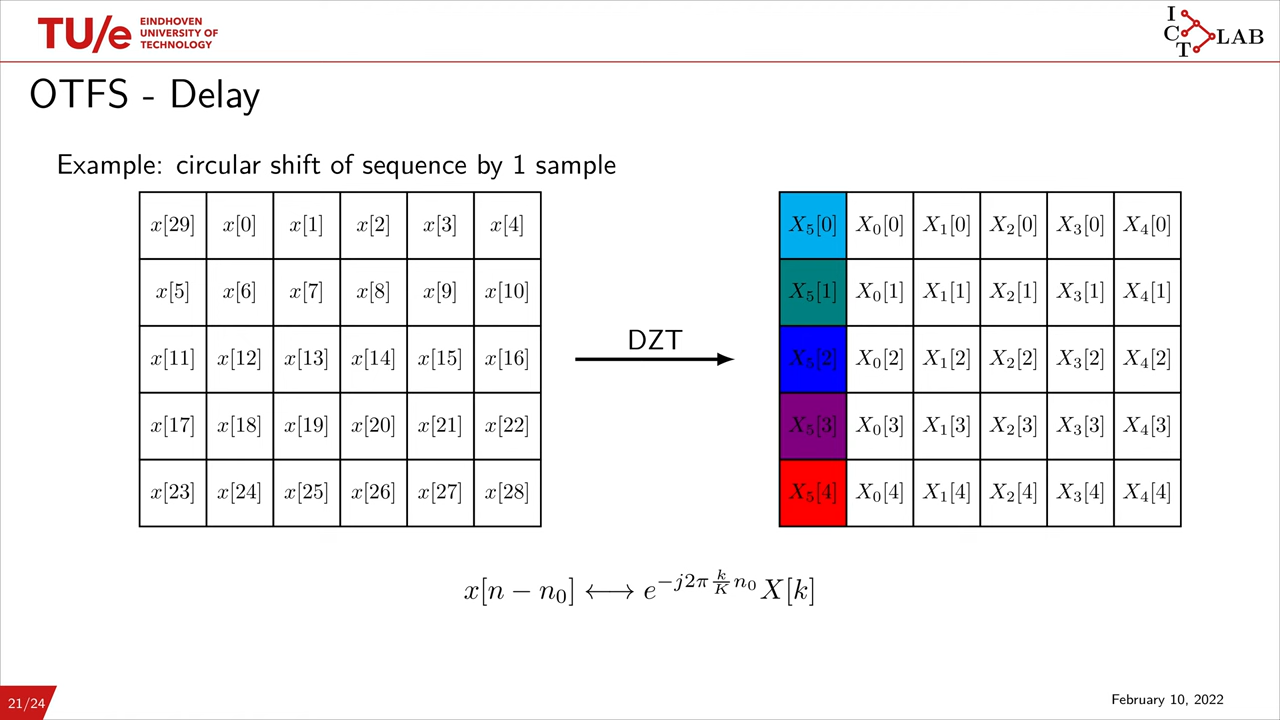 TU/e EINDHOVEN UNIVERSITY OF TECHNOLOGY
ICT LAB
OTFS - Delay
Example: circular shift of sequence by 1 sample
x[29] x[0] x[1] x[2] x[3] x[4]
x[5] x[6] x[7] x[8] x[9] x[10]
x[11] x[12] x[13] x[14] x[15] x[16]
x[17] x[18] x[19] x[20] x[21] x[22]
x[23] x[24] x[25] x[26] x[27] x[28]
DZT
X₅[0] X₀[0] X₁[0] X₂[0] X₃[0] X₄[0]
X₅[1] X₀[1] X₁[1] X₂[1] X₃[1] X₄[1]
X₅[2] X₀[2] X₁[2] X₂[2] X₃[2] X₄[2]
X₅[3] X₀[3] X₁[3] X₂[3] X₃[3] X₄[3]
X₅[4] X₀[4] X₁[4] X₂[4] X₃[4] X₄[4]
x[n − n₀] ⟷ e^{−j2π \frac{k}{K} n₀} X[k]
21/24
February 10, 2022